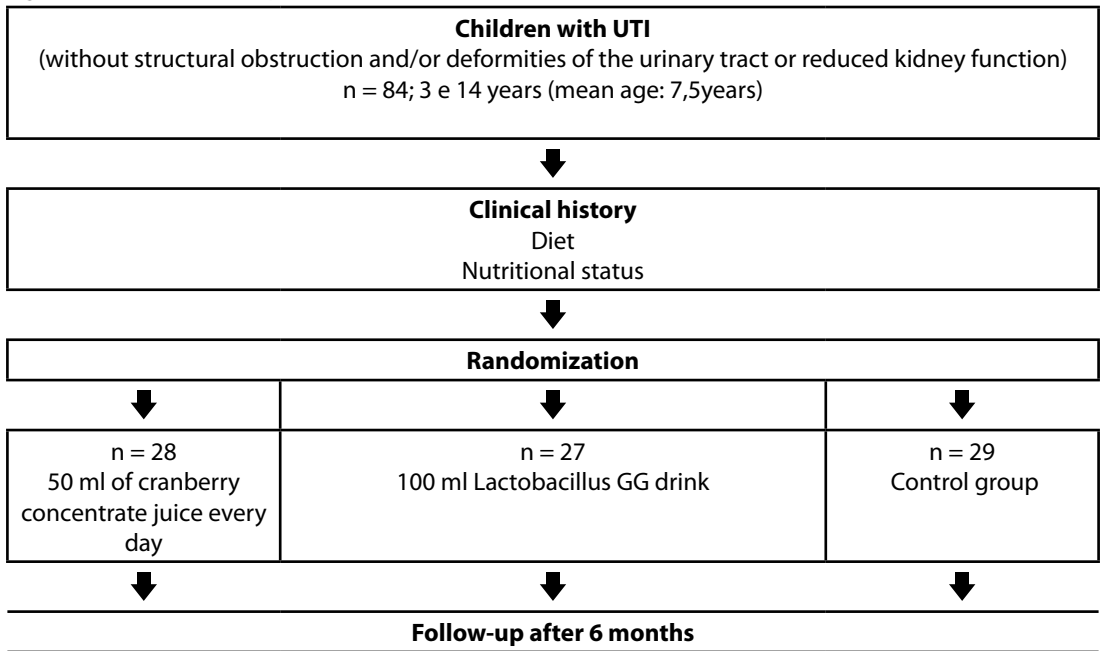 Children with UTI
(without structural obstruction and/or deformities of the urinary tract or reduced kidney function)
n = 84; 3 e 14 years (mean age: 7,5years)
Clinical history
Diet
Nutritional status
Randomization
n = 28
50 ml of cranberry
concentrate juice every
day
n = 27
100 ml Lactobacillus GG drink
n = 29
Control group
Follow-up after 6 months